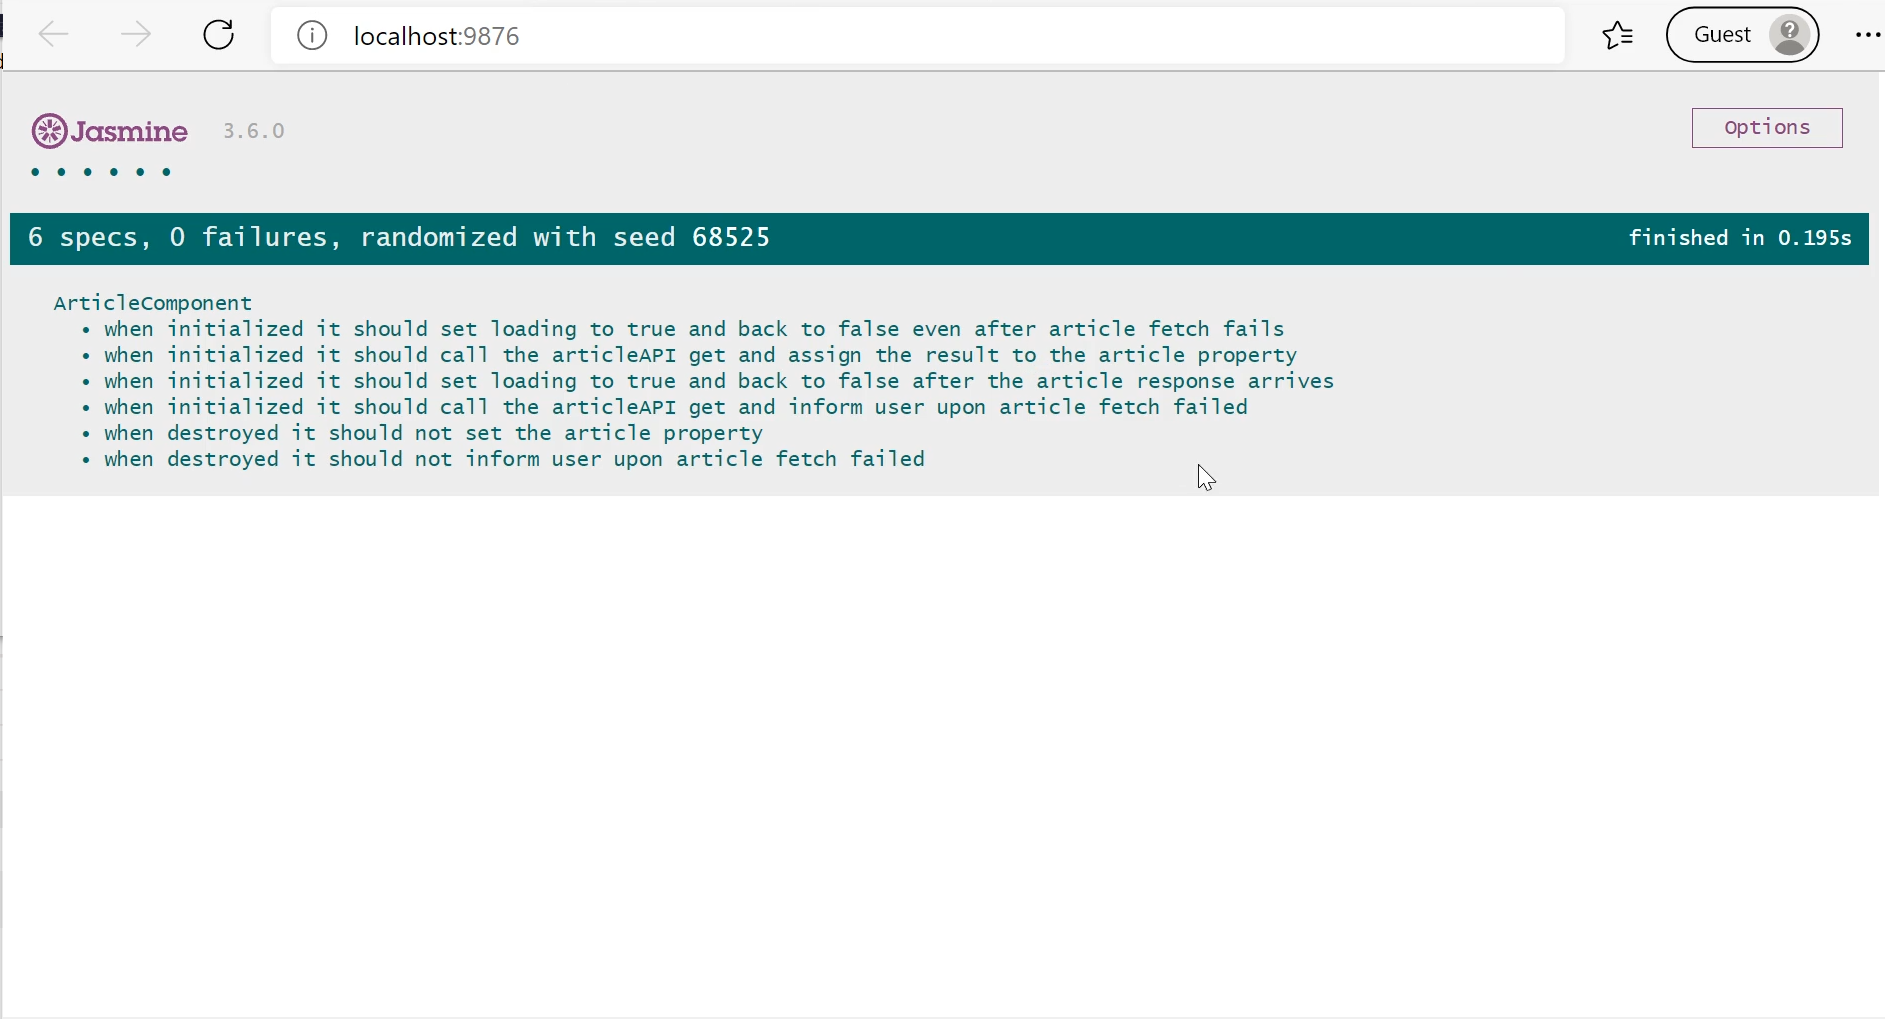 localhost:9876
Guest
Jasmine 3.6.0
Options
6 specs, 0 failures, randomized with seed 68525
finished in 0.195s
ArticleComponent
• when initialized it should set loading to true and back to false even after article fetch fails
• when initialized it should call the articleAPI get and assign the result to the article property
• when initialized it should set loading to true and back to false after the article response arrives
• when initialized it should call the articleAPI get and inform user upon article fetch failed
• when destroyed it should not set the article property
• when destroyed it should not inform user upon article fetch failed